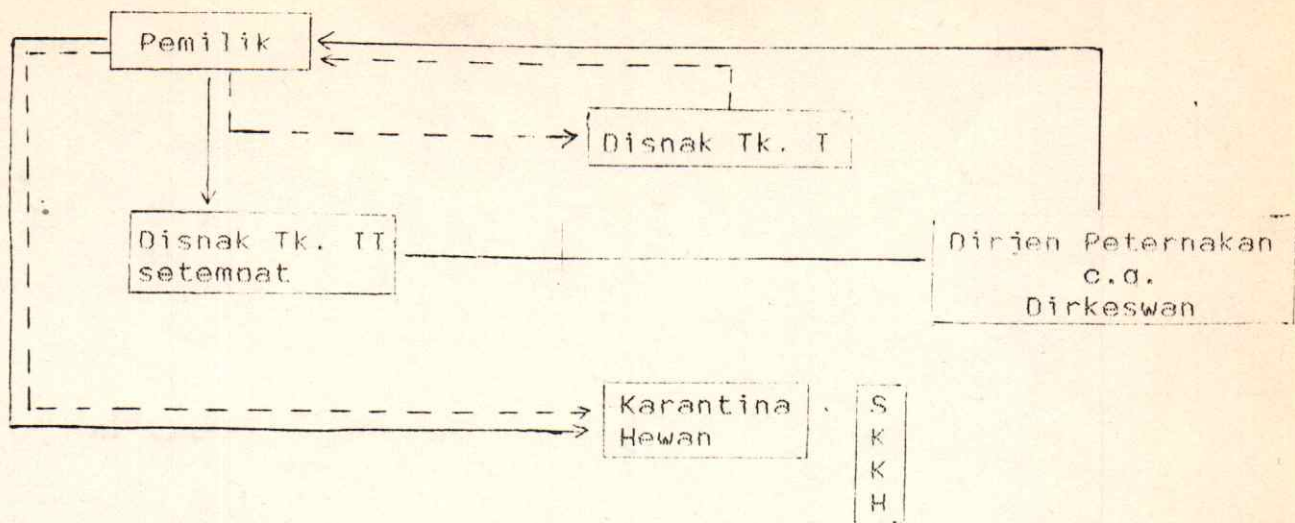 Pemilik
Disnak Tk. I
Disnak Tk. II
setempat
Dirjen Peternakan
c.q.
Dirkeswan
Karantina
Hewan
S
K
K
H